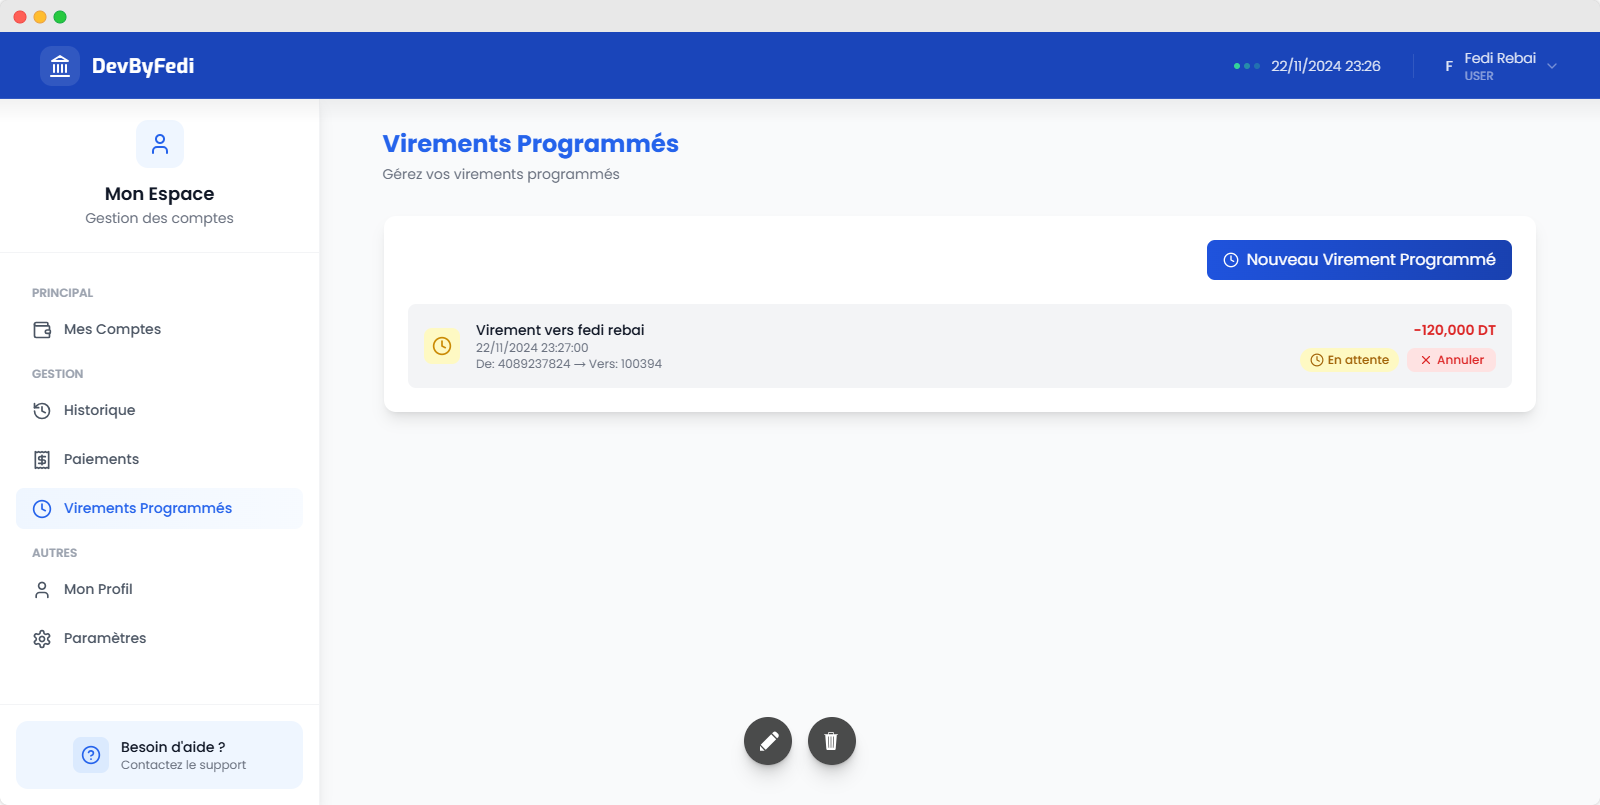 DevByFedi
22/11/2024 23:26
F
Fedi Rebai
USER
Mon Espace
Gestion des comptes
PRINCIPAL
Mes Comptes
GESTION
Historique
Paiements
Virements Programmés
AUTRES
Mon Profil
Paramètres
Besoin d'aide ?
Contactez le support
Virements Programmés
Gérez vos virements programmés
Nouveau Virement Programmé
Virement vers fedi rebai
22/11/2024 23:27:00
De: 4089237824 → Vers: 100394
-120,000 DT
En attente
Annuler